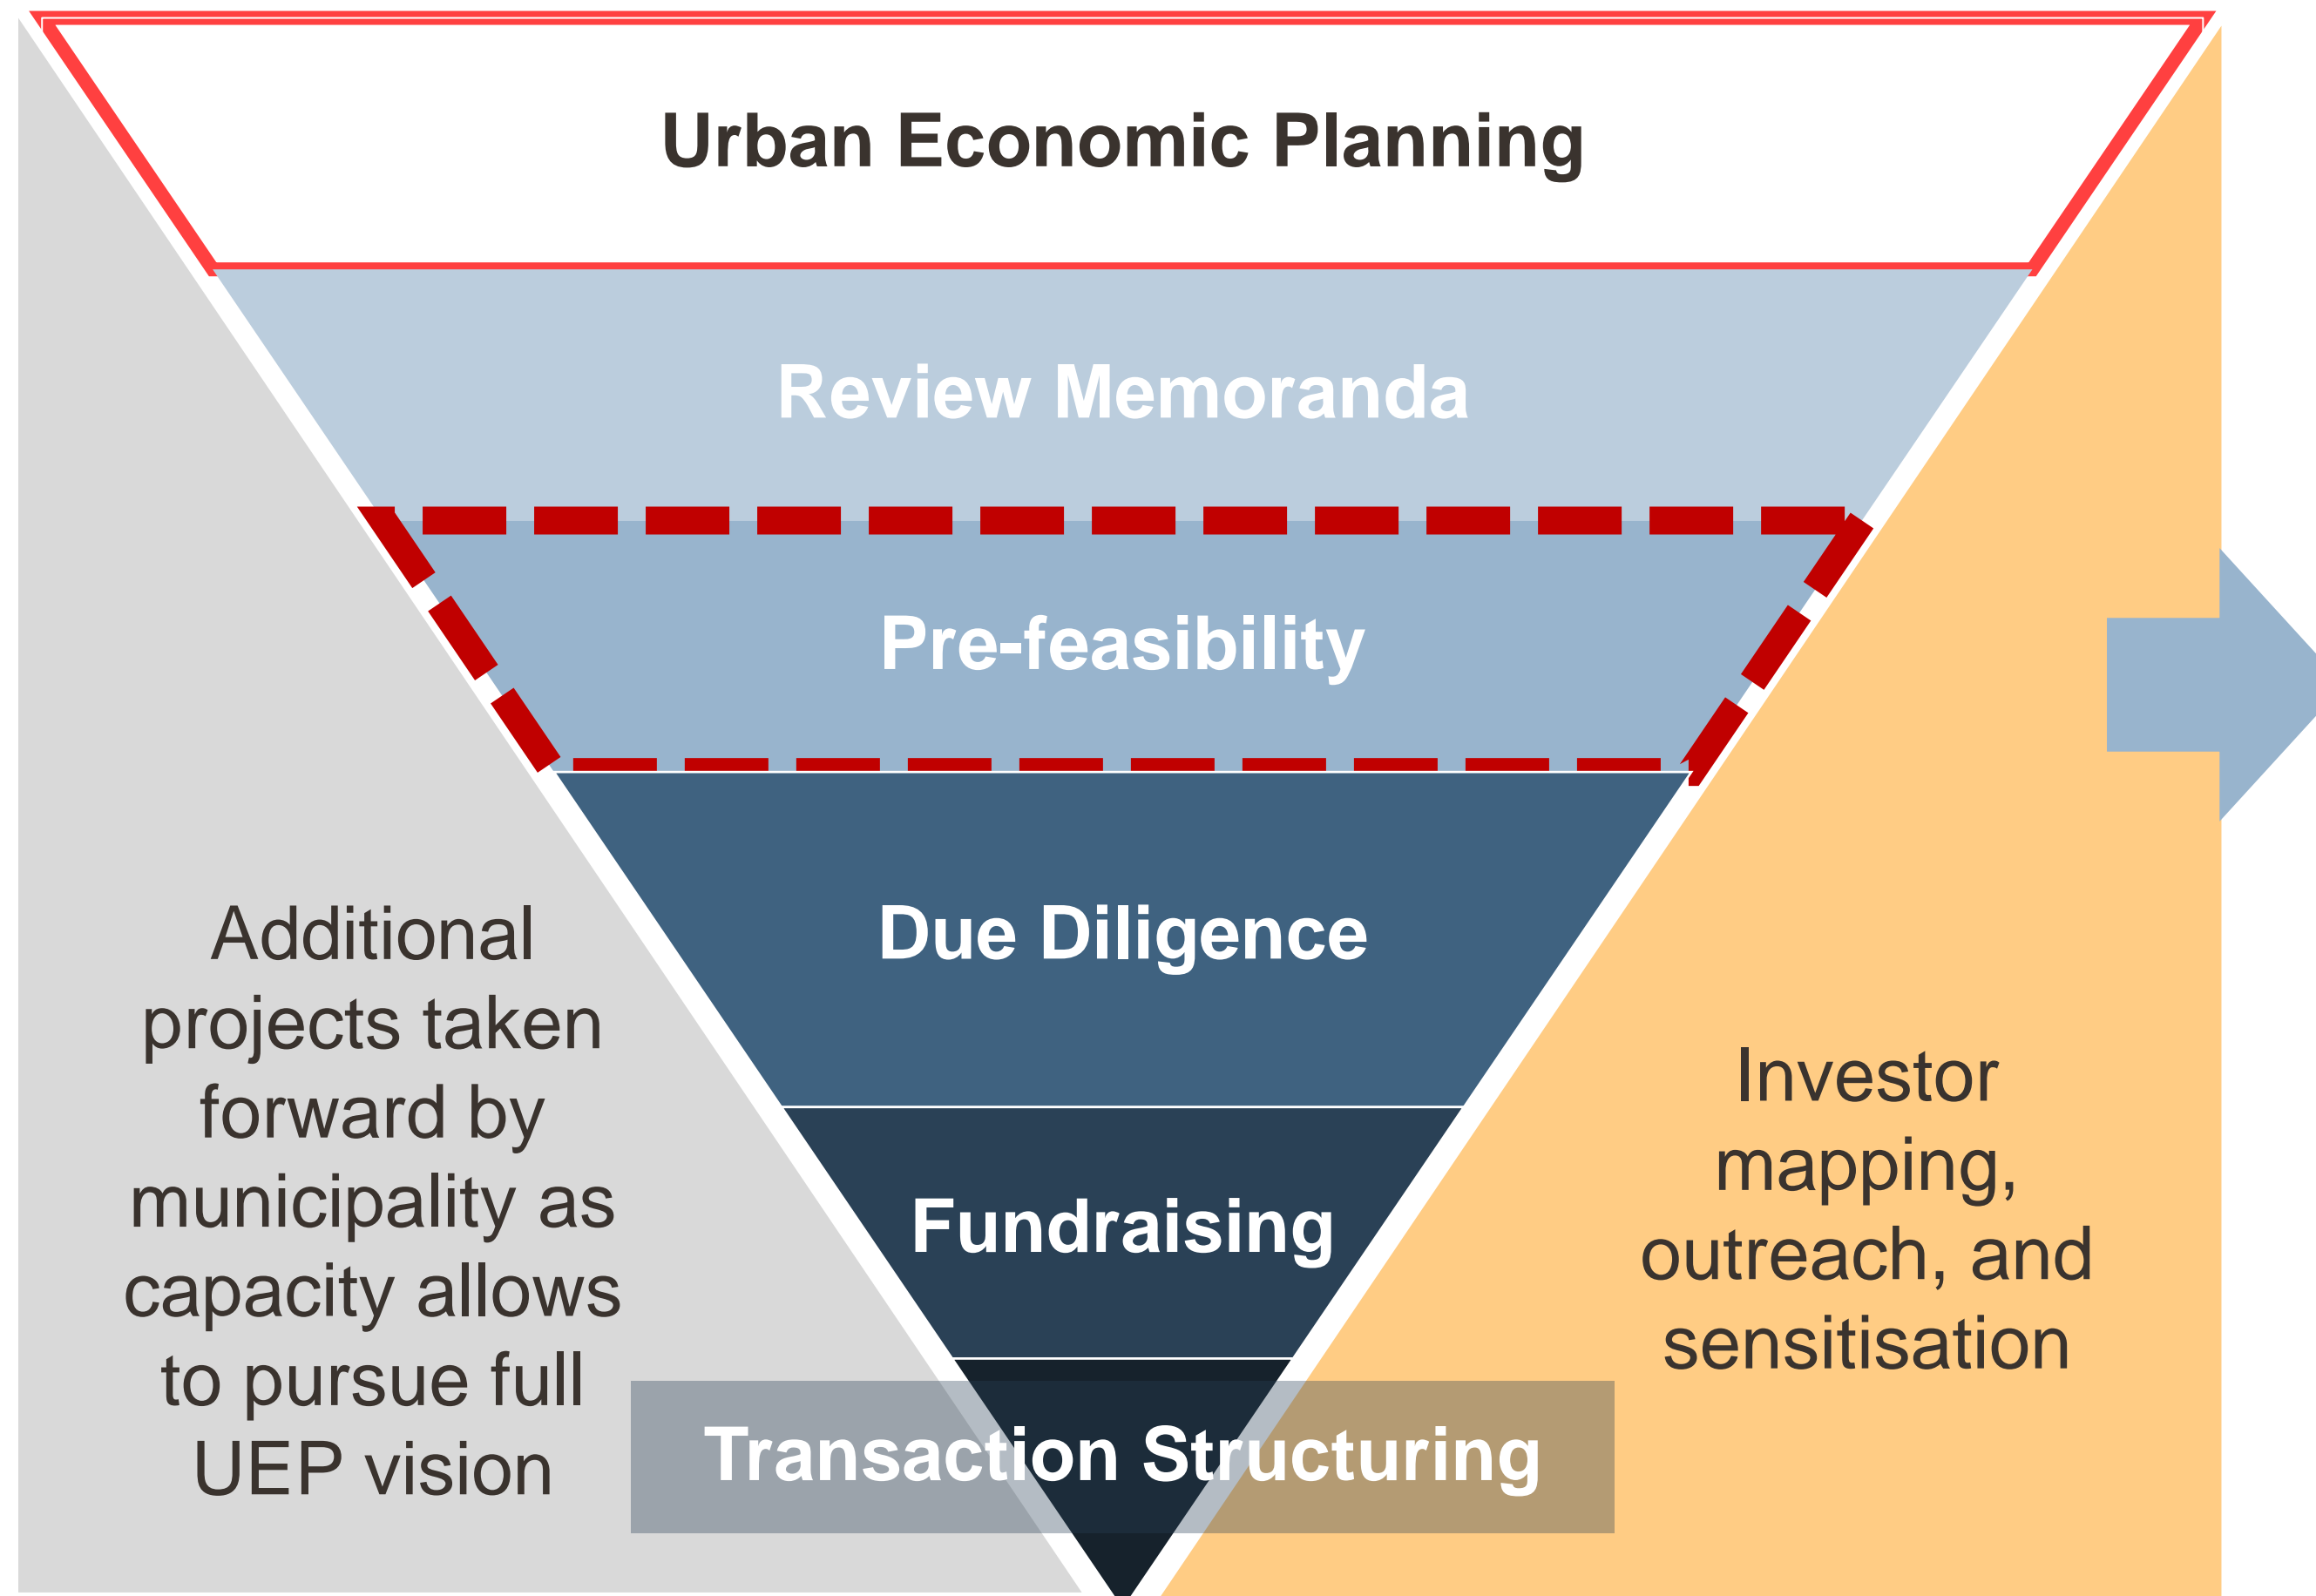 Urban Economic Planning
Review Memoranda
Pre-feasibility
Due Diligence
Fundraising
Transaction Structuring
Additional
projects taken
forward by
municipality as
capacity allows
to pursue full
UEP vision
Investor
mapping,
outreach, and
sensitisation